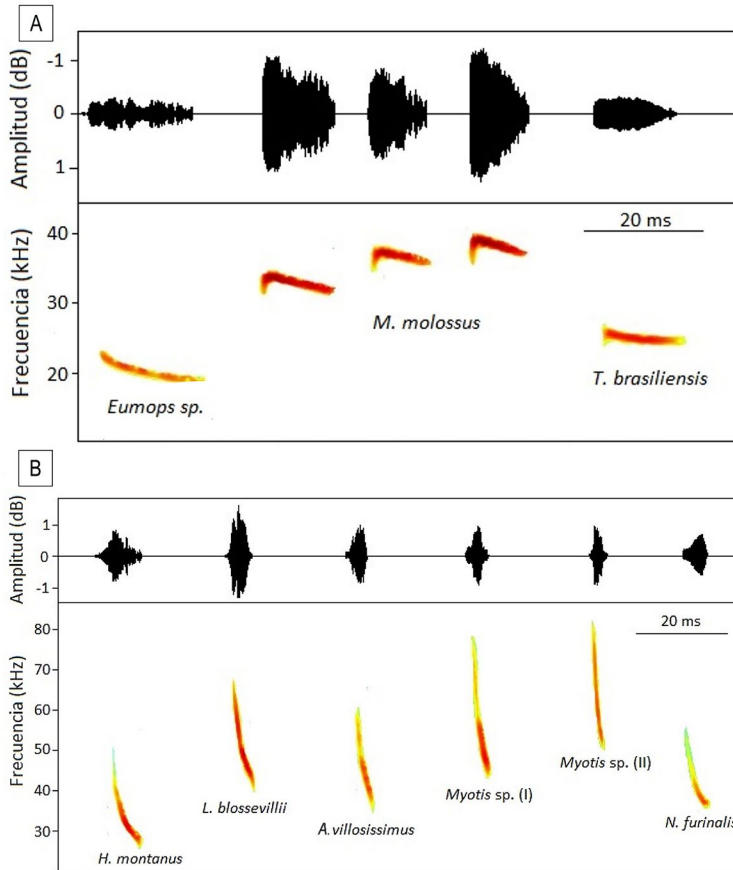 A
Amplitud (dB)
-1
0
1
Frecuencia (kHz)
40
30
20
20 ms
M. molossus
T. brasiliensis
Eumops sp.
B
Amplitud (dB)
1
0
-1
Frecuencia (kHz)
80
70
60
50
40
30
20 ms
Myotis sp. (II)
Myotis sp. (I)
L. blossevillii
A.villosissimus
N. furinalis
H. montanus